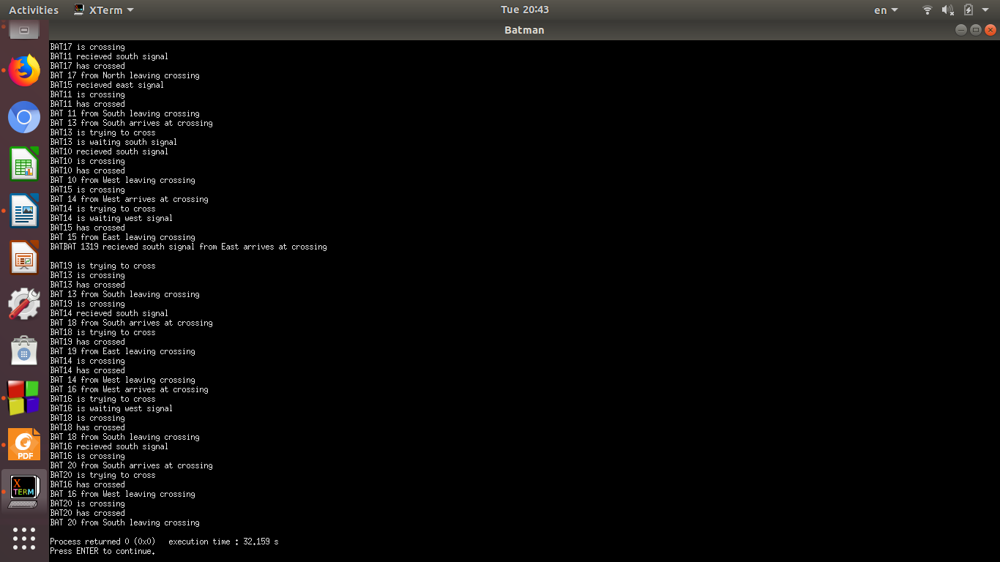 Activities XTerm Tue 20:43 en
Batman
BAT17 is crossing
BAT11 recieved south signal
BAT17 has crossed
BAT 17 from North leaving crossing
BAT15 recieved east signal
BAT11 is crossing
BAT11 has crossed
BAT 11 from South leaving crossing
BAT 13 from South arrives at crossing
BAT13 is trying to cross
BAT13 is waiting south signal
BAT10 recieved south signal
BAT10 is crossing
BAT10 has crossed
BAT 10 from West leaving crossing
BAT15 is crossing
BAT 14 from West arrives at crossing
BAT14 is trying to cross
BAT14 is waiting west signal
BAT15 has crossed
BAT 15 from East leaving crossing
BATBAT 1319 recieved south signal from East arrives at crossing
BAT19 is trying to cross
BAT13 is crossing
BAT13 has crossed
BAT 13 from South leaving crossing
BAT19 is crossing
BAT14 recieved south signal
BAT 18 from South arrives at crossing
BAT18 is trying to cross
BAT19 has crossed
BAT 19 from East leaving crossing
BAT14 is crossing
BAT14 has crossed
BAT 14 from West leaving crossing
BAT 16 from West arrives at crossing
BAT16 is trying to cross
BAT16 is waiting west signal
BAT18 is crossing
BAT18 has crossed
BAT 18 from South leaving crossing
BAT16 recieved south signal
BAT16 is crossing
BAT 20 from South arrives at crossing
BAT20 is trying to cross
BAT16 has crossed
BAT 16 from West leaving crossing
BAT20 is crossing
BAT20 has crossed
BAT 20 from South leaving crossing
Process returned 0 (0x0) execution time : 32.159 s
Press ENTER to continue.
PDF
X
TERM